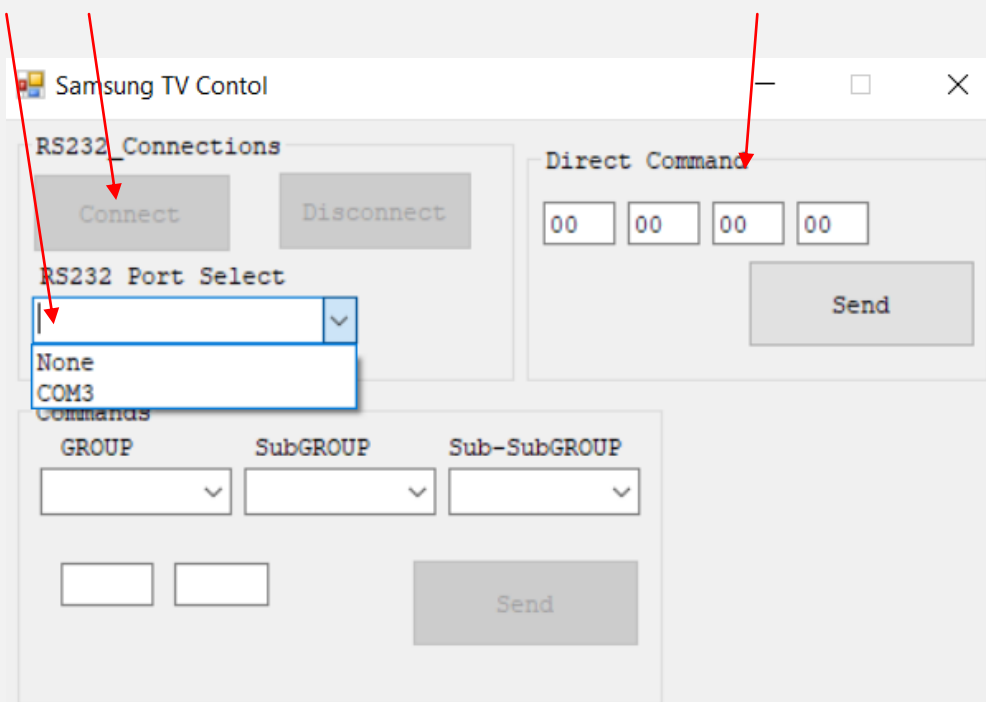 Samsung TV Contol
RS232_Connections
Connect
Disconnect
RS232 Port Select
None
COM3
Direct Command
00 00 00 00
Send
Commands
GROUP SubGROUP Sub-SubGROUP
Send